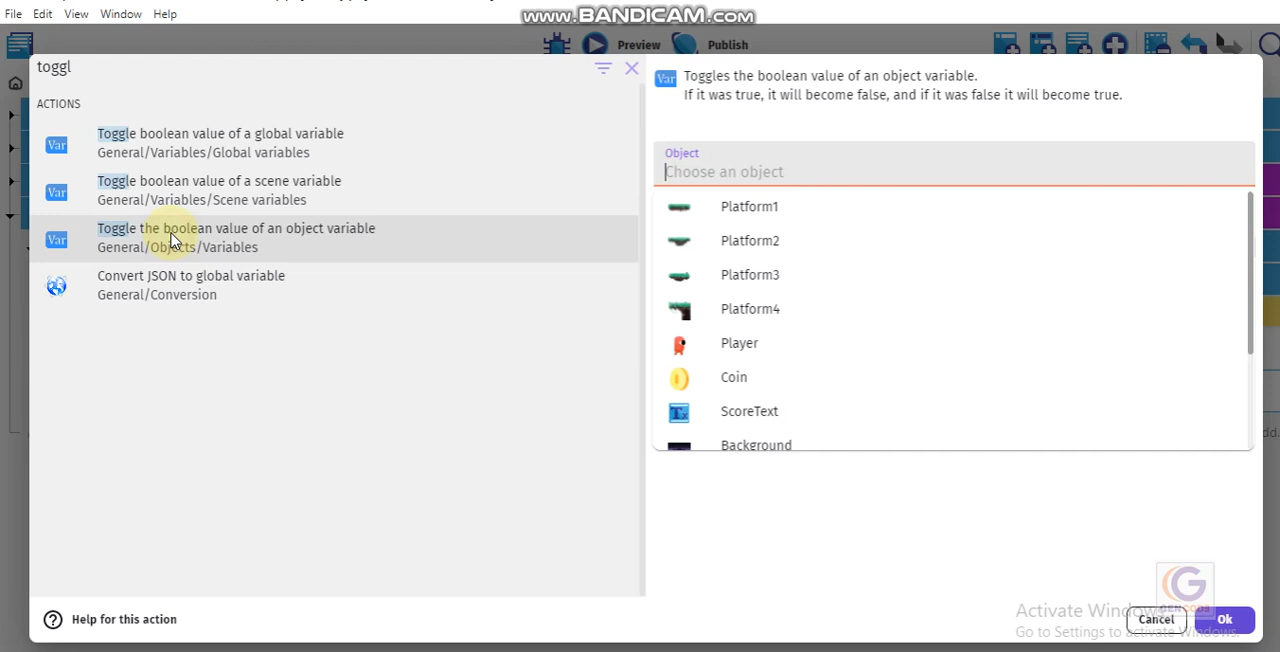 www.BANDICAM.com
File Edit View Window Help
Preview Publish
toggl
ACTIONS
Var Toggle boolean value of a global variable
General/Variables/Global variables
Var Toggle boolean value of a scene variable
General/Variables/Scene variables
Var Toggle the boolean value of an object variable
General/Objects/Variables
Convert JSON to global variable
General/Conversion
Help for this action
Var Toggles the boolean value of an object variable.
If it was true, it will become false, and if it was false it will become true.
Object
Choose an object
Platform1
Platform2
Platform3
Platform4
Player
Coin
Tx ScoreText
Background
Activate Windows
Go to Settings to activate Windows.
Cancel Ok